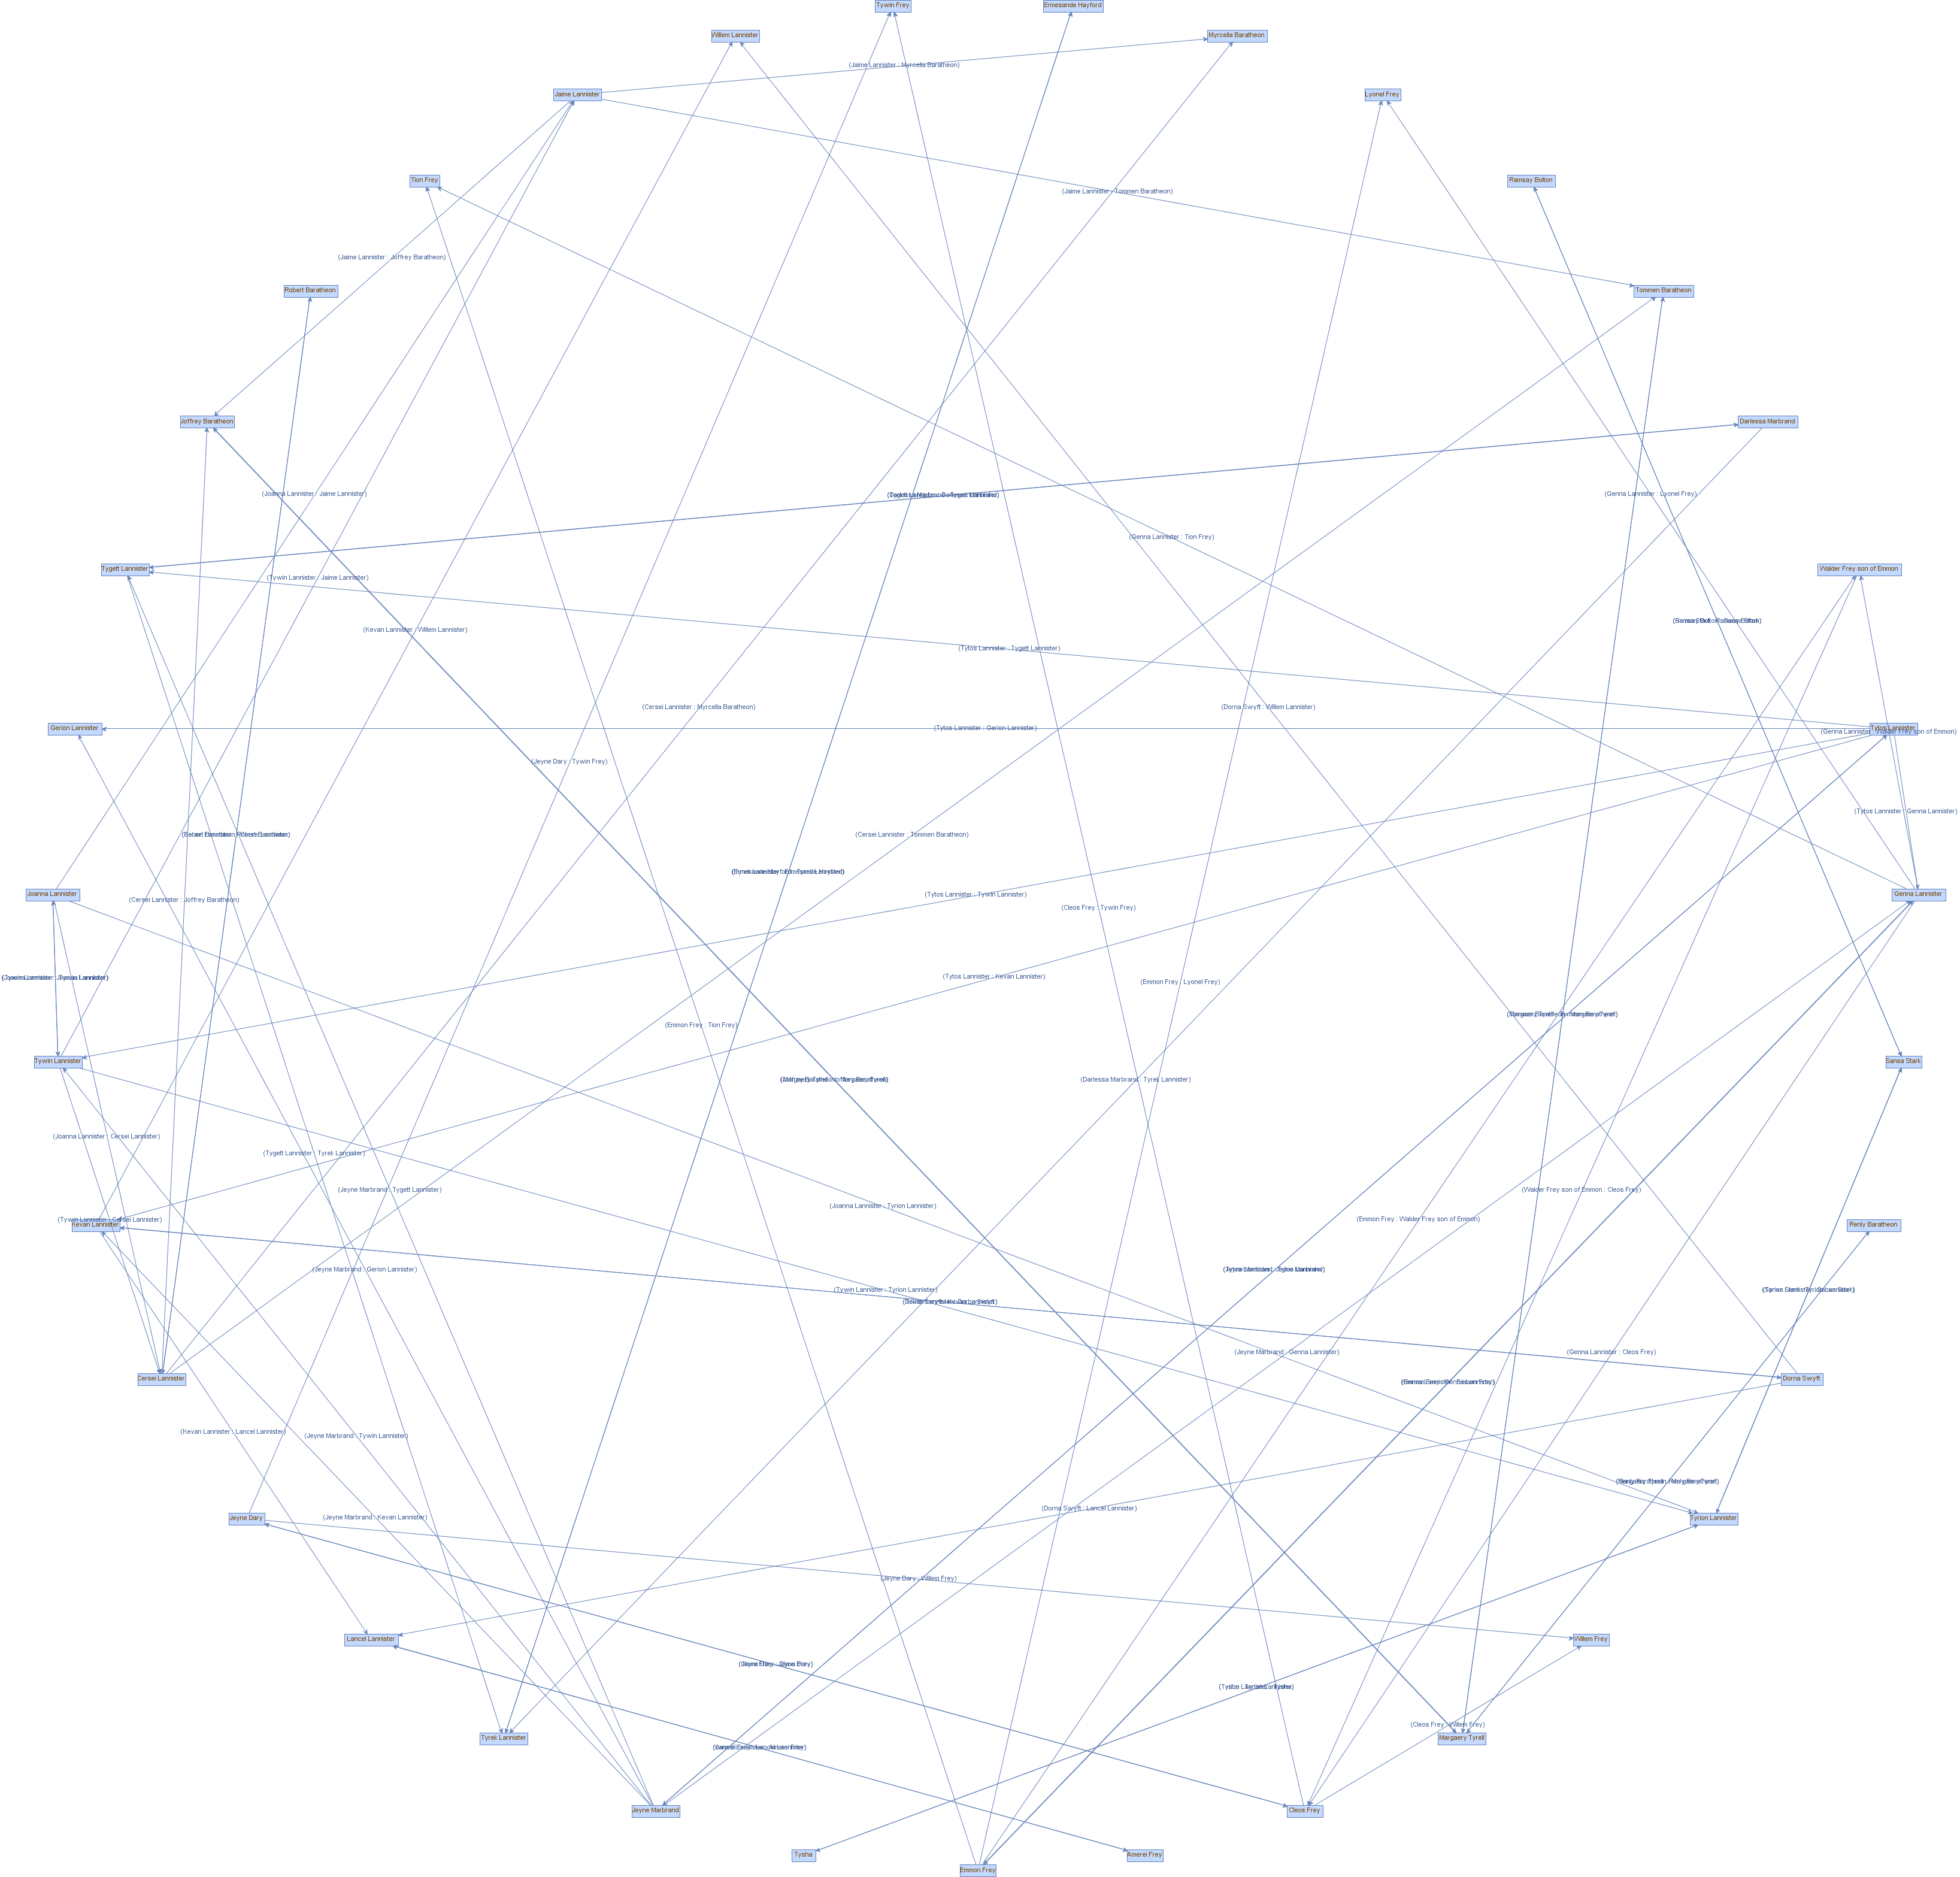 Tywin Frey
Ermesande Hayford
Willem Lannister
Myrcella Baratheon
(Jaime Lannister : Myrcella Baratheon)
Jaime Lannister
Lyonel Frey
Tion Frey
Ramsay Bolton
(Jaime Lannister : Tommen Baratheon)
(Jaime Lannister : Joffrey Baratheon)
Robert Baratheon
Tommen Baratheon
Joffrey Baratheon
Darlessa Marbrand
(Joanna Lannister : Jaime Lannister)
(Genna Lannister : Lyonel Frey)
(Genna Lannister : Tion Frey)
Tygett Lannister
Walder Frey son of Emmon
(Tywin Lannister : Jaime Lannister)
(Kevan Lannister : Willem Lannister)
(Tytos Lannister : Tygett Lannister)
(Cersei Lannister : Myrcella Baratheon)
(Dorna Swyft : Willem Lannister)
Gerion Lannister
(Tytos Lannister : Gerion Lannister)
Tytos Lannister
(Genna Lannister : Walder Frey son of Emmon)
(Jeyne Dary : Tywin Frey)
(Tytos Lannister : Genna Lannister)
(Cersei Lannister : Tommen Baratheon)
Joanna Lannister
(Cersei Lannister : Joffrey Baratheon)
(Tytos Lannister : Tywin Lannister)
(Cleos Frey : Tywin Frey)
Genna Lannister
(Tytos Lannister : Kevan Lannister)
(Emmon Frey : Lyonel Frey)
(Emmon Frey : Tion Frey)
Tywin Lannister
Sansa Stark
(Darlessa Marbrand : Tyrek Lannister)
(Joanna Lannister : Cersei Lannister)
(Tygett Lannister : Tyrek Lannister)
(Jeyne Marbrand : Tygett Lannister)
(Walder Frey son of Emmon : Cleos Frey)
(Joanna Lannister : Tyrion Lannister)
(Tywin Lannister : Cersei Lannister)
Kevan Lannister
(Emmon Frey : Walder Frey son of Emmon)
Renly Baratheon
(Jeyne Marbrand : Gerion Lannister)
(Tywin Lannister : Tyrion Lannister)
(Jeyne Marbrand : Genna Lannister)
(Genna Lannister : Cleos Frey)
Cersei Lannister
Dorna Swyft
(Kevan Lannister : Lancel Lannister)
(Jeyne Marbrand : Tywin Lannister)
(Dorna Swyft : Lancel Lannister)
Jeyne Dary
(Jeyne Marbrand : Kevan Lannister)
Tyrion Lannister
(Jeyne Dary : Willem Frey)
Lancel Lannister
Willem Frey
(Cleos Frey : Willem Frey)
Tyrek Lannister
Margaery Tyrell
Jeyne Marbrand
Cleos Frey
Tysha
Amerei Frey
Emmon Frey